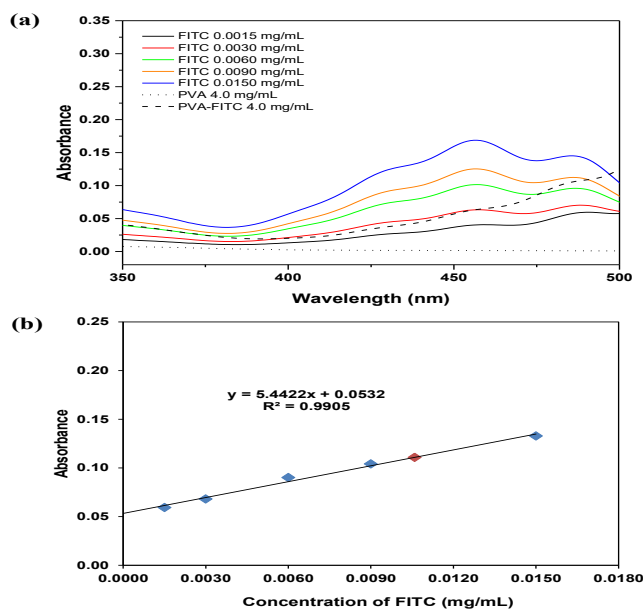 (a)
0.35
0.30
0.25
0.20
0.15
0.10
0.05
0.00
Absorbance
FITC 0.0015 mg/mL
FITC 0.0030 mg/mL
FITC 0.0060 mg/mL
FITC 0.0090 mg/mL
FITC 0.0150 mg/mL
PVA 4.0 mg/mL
PVA-FITC 4.0 mg/mL
350 400 450 500
Wavelength (nm)
(b)
0.25
0.20
0.15
0.10
0.05
0.00
Absorbance
y = 5.4422x + 0.0532
R² = 0.9905
0.0000 0.0030 0.0060 0.0090 0.0120 0.0150 0.0180
Concentration of FITC (mg/mL)